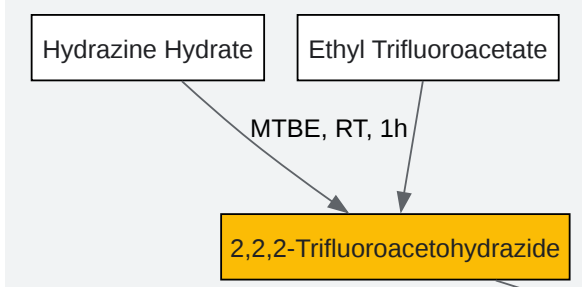 Hydrazine Hydrate
Ethyl Trifluoroacetate
MTBE, RT, 1h
2,2,2-Trifluoroacetohydrazide